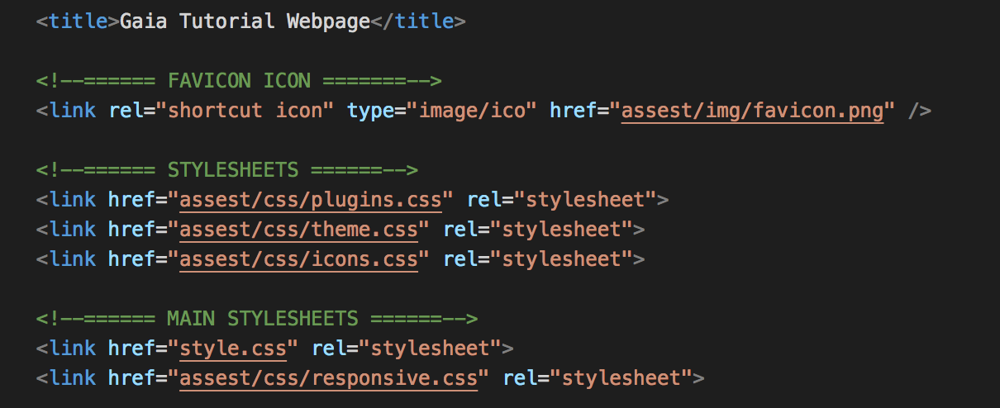 <title>Gaia Tutorial Webpage</title>
<!--====== FAVICON ICON =======-->
<link rel="shortcut icon" type="image/ico" href="assest/img/favicon.png" />
<!--====== STYLESHEETS ======-->
<link href="assest/css/plugins.css" rel="stylesheet">
<link href="assest/css/theme.css" rel="stylesheet">
<link href="assest/css/icons.css" rel="stylesheet">
<!--====== MAIN STYLESHEETS ======-->
<link href="style.css" rel="stylesheet">
<link href="assest/css/responsive.css" rel="stylesheet">